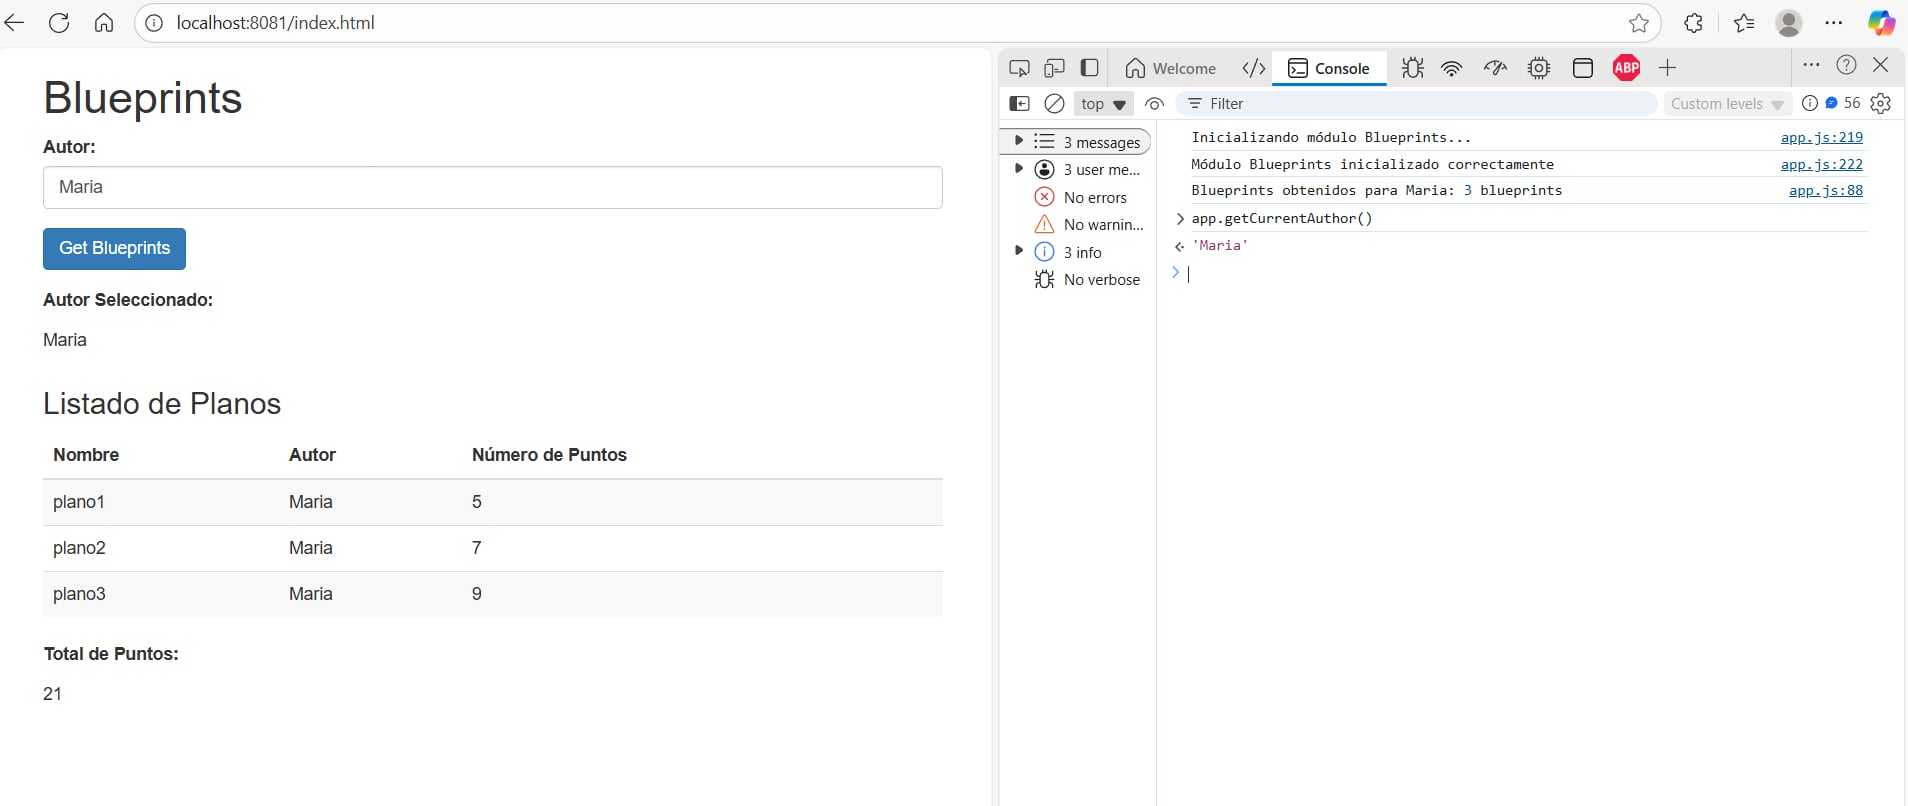 localhost:8081/index.html
Blueprints
Autor:
Maria
Get Blueprints
Autor Seleccionado:
Maria
Listado de Planos
Nombre Autor Número de Puntos
plano1 Maria 5
plano2 Maria 7
plano3 Maria 9
Total de Puntos:
21
Welcome Console ABP
top Filter Custom levels 56
3 messages
3 user me...
No errors
No warnin...
3 info
No verbose
Inicializando módulo Blueprints... app.js:219
Módulo Blueprints inicializado correctamente app.js:222
Blueprints obtenidos para Maria: 3 blueprints app.js:88
app.getCurrentAuthor()
'Maria'